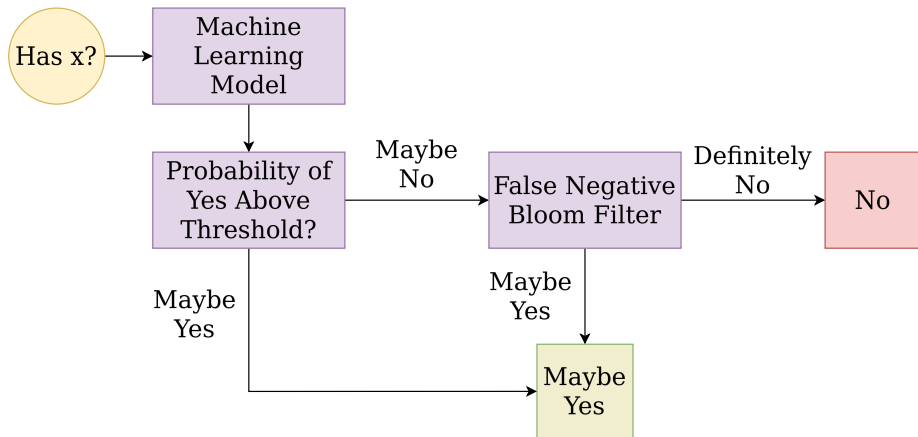 Has x?
Machine
Learning
Model
Probability of
Yes Above
Threshold?
Maybe
No
False Negative
Bloom Filter
Definitely
No
No
Maybe
Yes
Maybe
Yes
Maybe
Yes